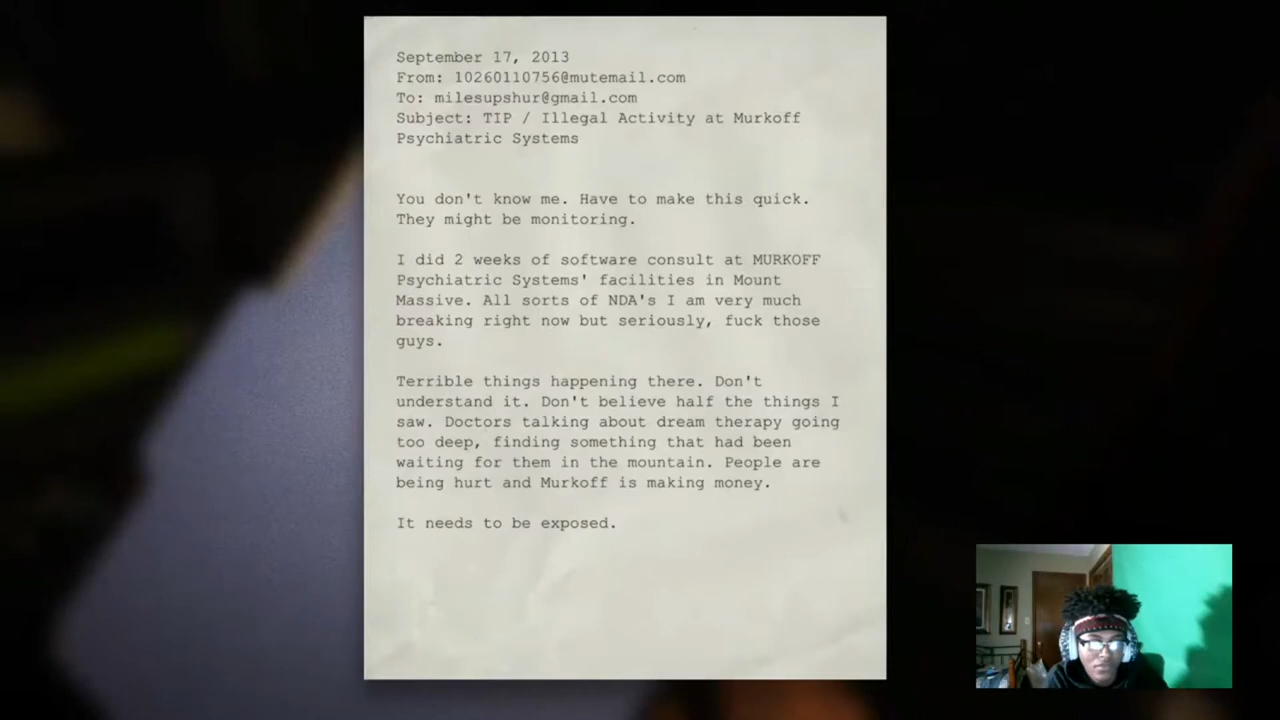 September 17, 2013
From: 10260110756@mutemail.com
To: milesupshur@gmail.com
Subject: TIP / Illegal Activity at Murkoff
Psychiatric Systems
You don't know me. Have to make this quick.
They might be monitoring.
I did 2 weeks of software consult at MURKOFF
Psychiatric Systems' facilities in Mount
Massive. All sorts of NDA's I am very much
breaking right now but seriously, fuck those
guys.
Terrible things happening there. Don't
understand it. Don't believe half the things I
saw. Doctors talking about dream therapy going
too deep, finding something that had been
waiting for them in the mountain. People are
being hurt and Murkoff is making money.
It needs to be exposed.